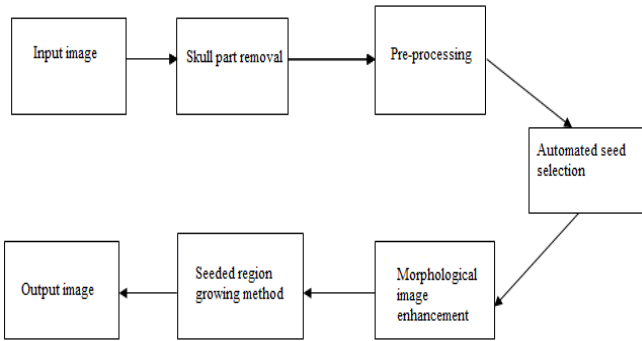 Input image
Skull part removal
Pre-processing
Automated seed
selection
Morphological
image
enhancement
Seeded region
growing method
Output image